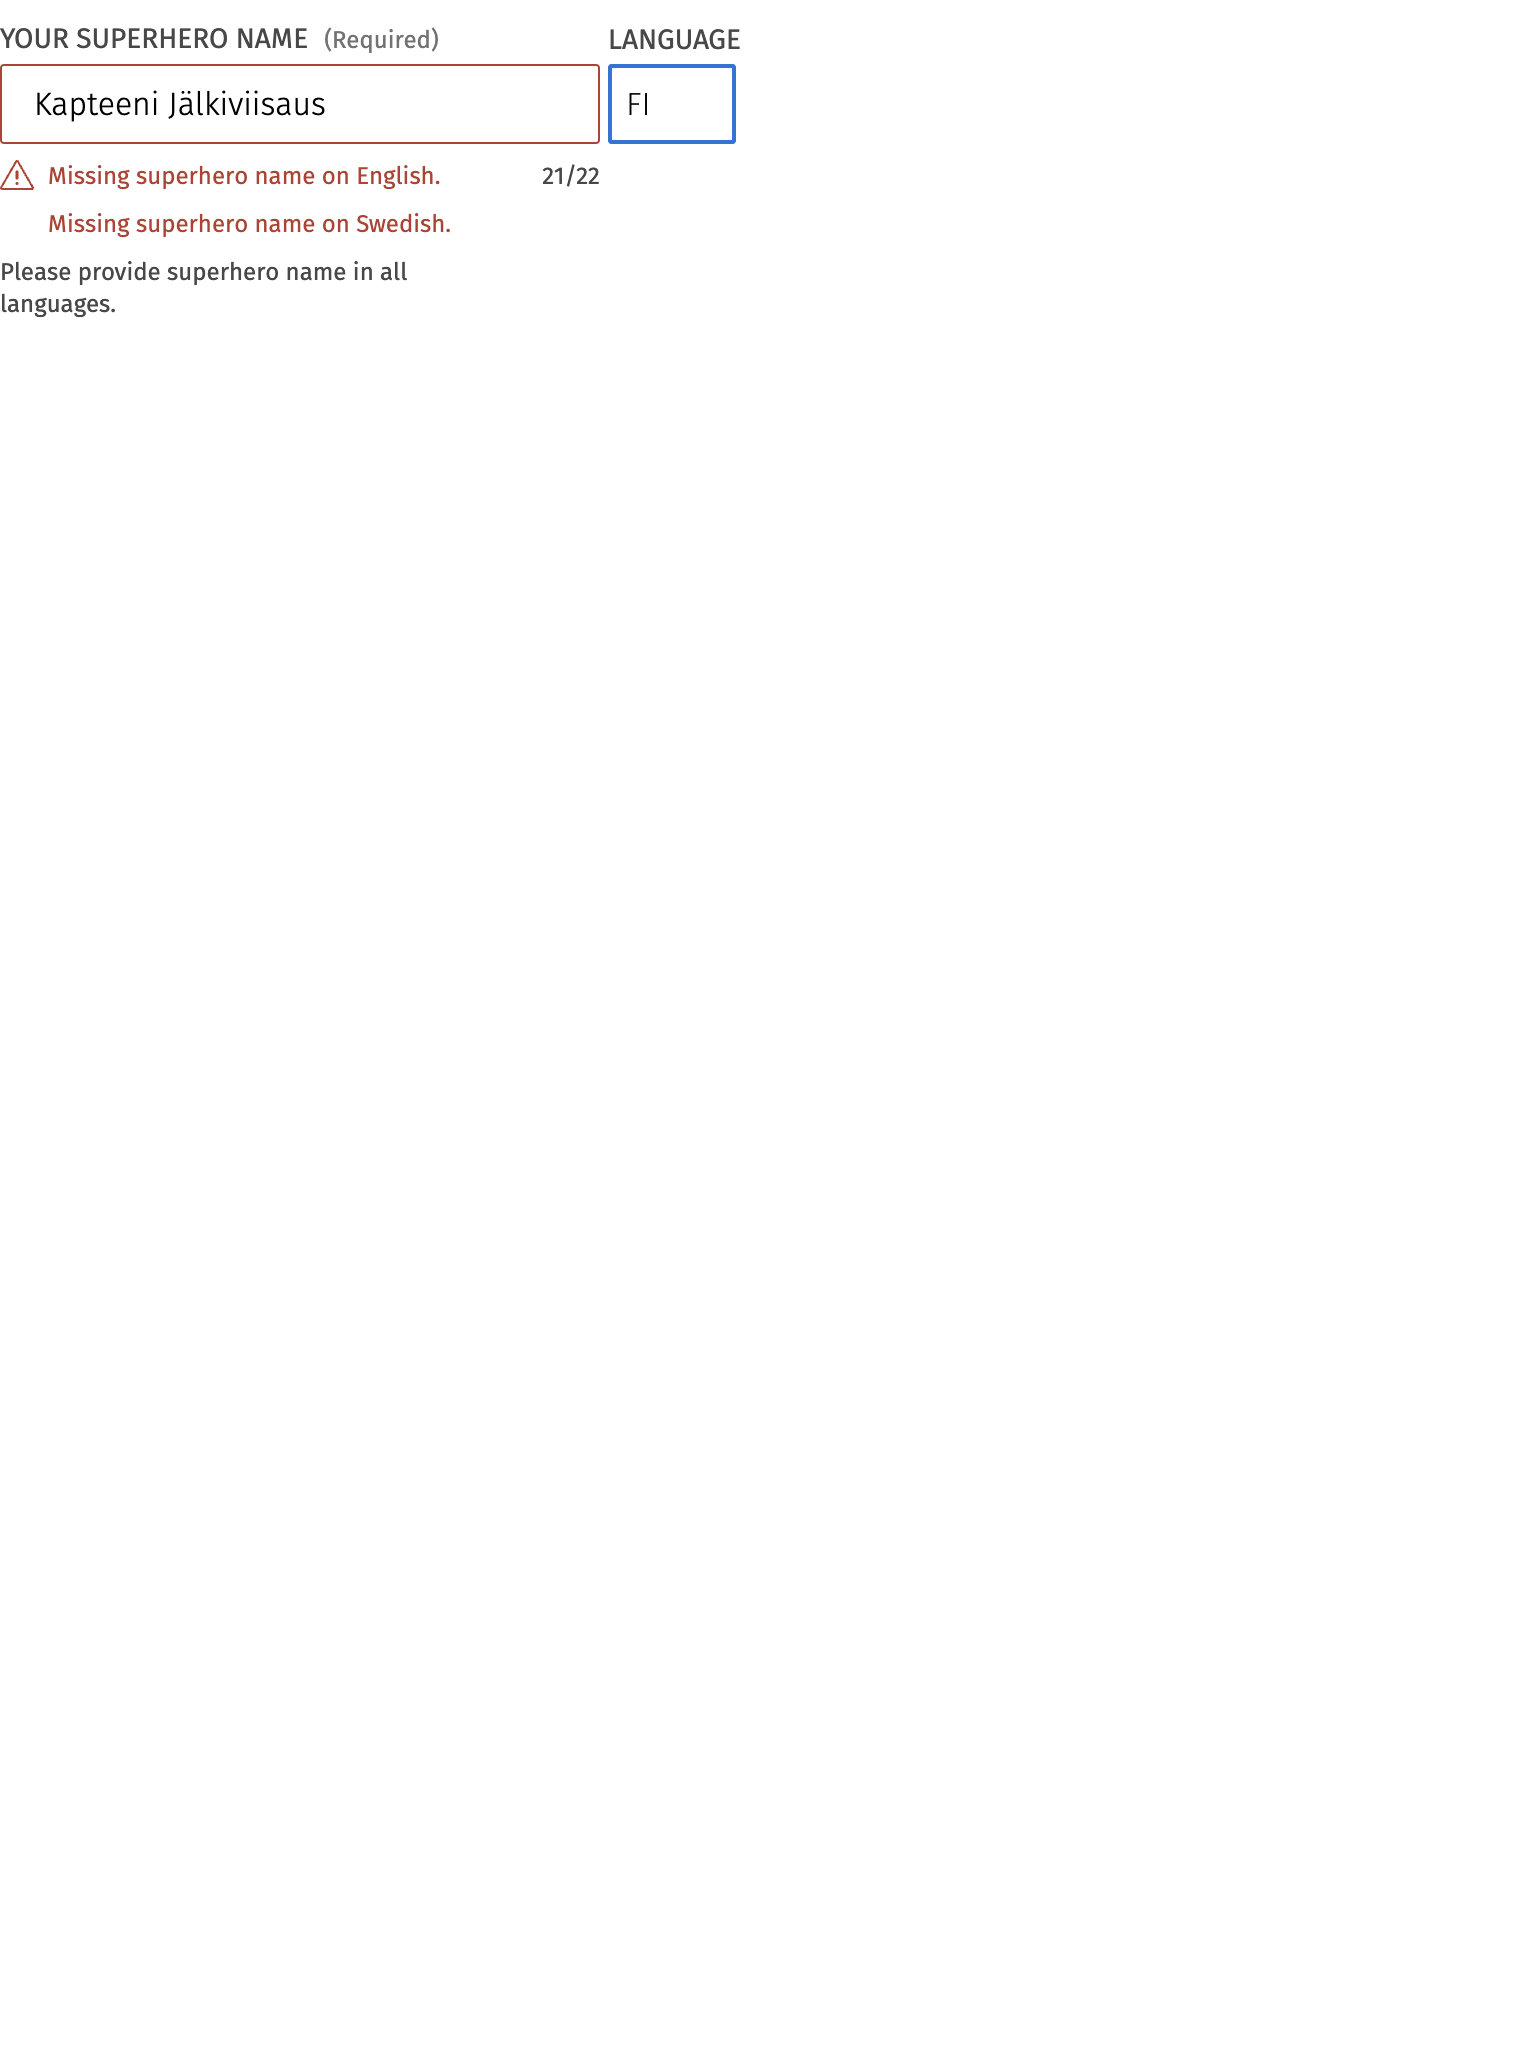 YOUR SUPERHERO NAME (Required)
LANGUAGE
Kapteeni Jälkiviisaus
FI
Missing superhero name on English.
21/22
Missing superhero name on Swedish.
Please provide superhero name in all
languages.